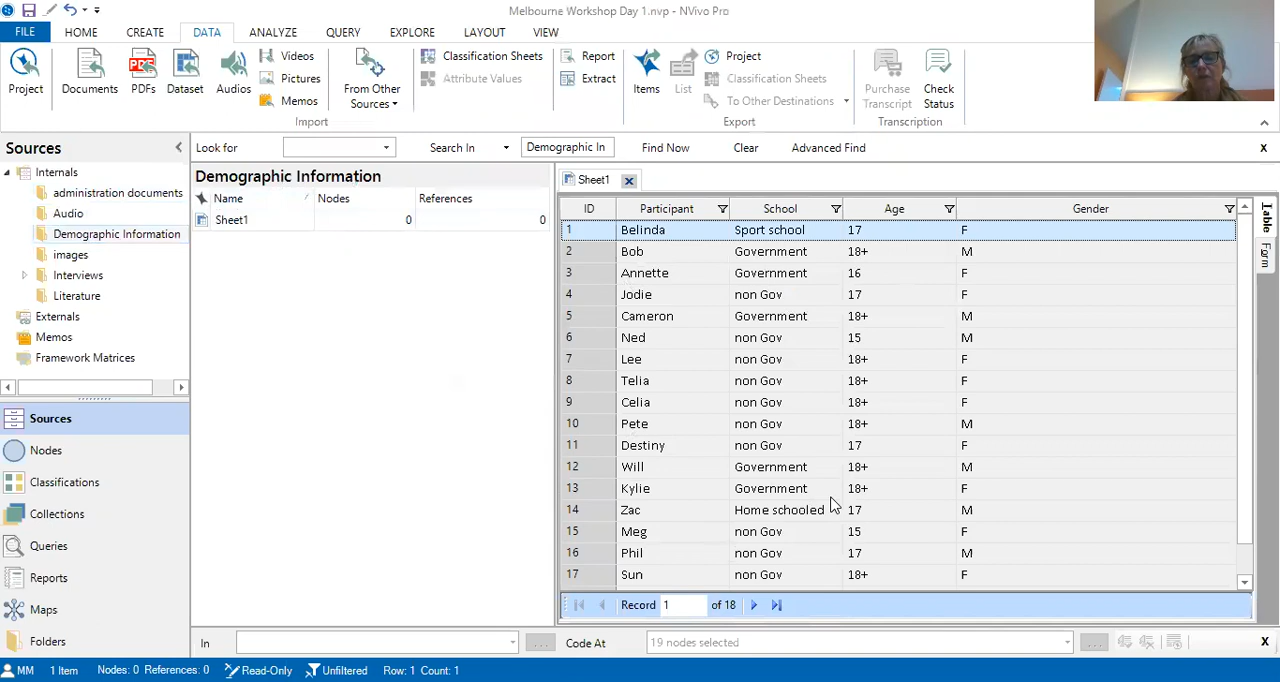 Melbourne Workshop Day 1.nvp - NVivo Pro
FILE HOME CREATE DATA ANALYZE QUERY EXPLORE LAYOUT VIEW
Project
Documents
PDFs
Dataset
Audios
Videos
Pictures
Memos
From Other
Sources
Import
Classification Sheets
Attribute Values
Report
Extract
Items
List
Project
Classification Sheets
To Other Destinations
Export
Purchase
Transcript
Check
Status
Transcription
Sources
Look for Search In Demographic In Find Now Clear Advanced Find X
Internals
administration documents
Audio
Demographic Information
images
Interviews
Literature
Externals
Memos
Framework Matrices
Sources
Nodes
Classifications
Collections
Queries
Reports
Maps
Folders
Demographic Information
Name Nodes References
Sheet1 0 0
Sheet1
ID Participant School Age Gender
1 Belinda Sport school 17 F
2 Bob Government 18+ M
3 Annette Government 16 F
4 Jodie non Gov 17 F
5 Cameron Government 18+ M
6 Ned non Gov 15 M
7 Lee non Gov 18+ F
8 Telia non Gov 18+ F
9 Celia non Gov 18+ F
10 Pete non Gov 18+ M
11 Destiny non Gov 17 F
12 Will Government 18+ M
13 Kylie Government 18+ F
14 Zac Home schooled 17 M
15 Meg non Gov 15 F
16 Phil non Gov 17 M
17 Sun non Gov 18+ F
Table
Form
Record 1 of 18
In ... Code At 19 nodes selected ... X
MM 1 Item Nodes: 0 References: 0 Read-Only Unfiltered Row: 1 Count: 1